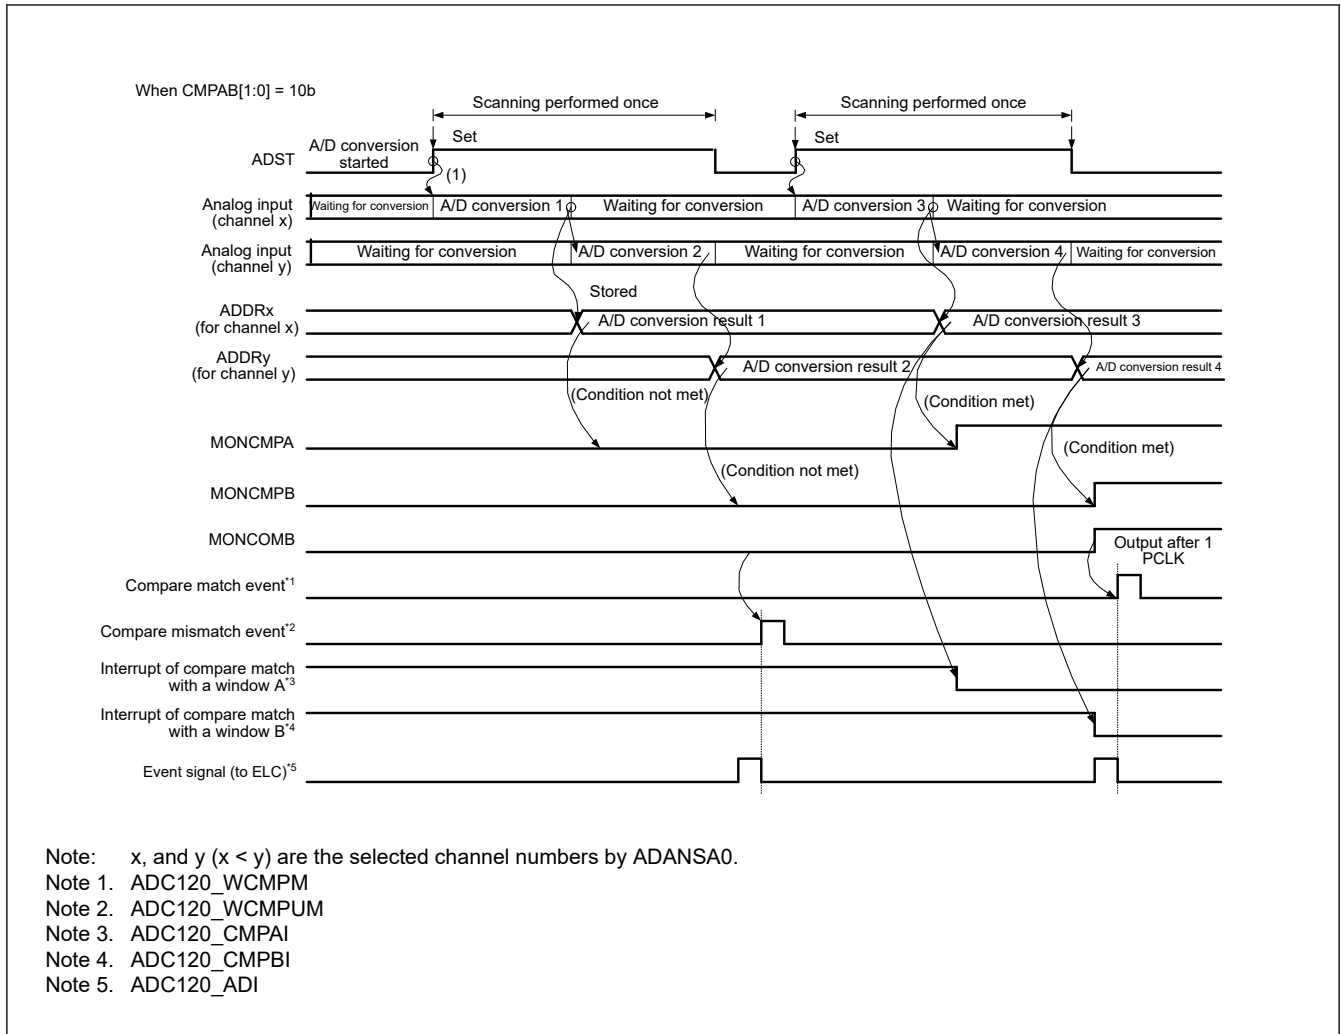 When CMPAB[1:0] = 10b
Scanning performed once
Scanning performed once
ADST
A/D conversion
started
Set
Set
(1)
Analog input
(channel x)
Waiting for conversion
A/D conversion 1
Waiting for conversion
A/D conversion 3
Waiting for conversion
Analog input
(channel y)
Waiting for conversion
A/D conversion 2
Waiting for conversion
A/D conversion 4
Waiting for conversion
Stored
ADDRx
(for channel x)
A/D conversion result 1
A/D conversion result 3
ADDRy
(for channel y)
A/D conversion result 2
A/D conversion result 4
(Condition not met)
(Condition met)
MONCMPA
(Condition met)
(Condition not met)
MONCMPB
MONCOMB
Output after 1
PCLK
Compare match event*1
Compare mismatch event*2
Interrupt of compare match
with a window A*3
Interrupt of compare match
with a window B*4
Event signal (to ELC)*5
Note: x, and y (x < y) are the selected channel numbers by ADANSA0.
Note 1. ADC120_WCMPM
Note 2. ADC120_WCMPUM
Note 3. ADC120_CMPAI
Note 4. ADC120_CMPBI
Note 5. ADC120_ADI